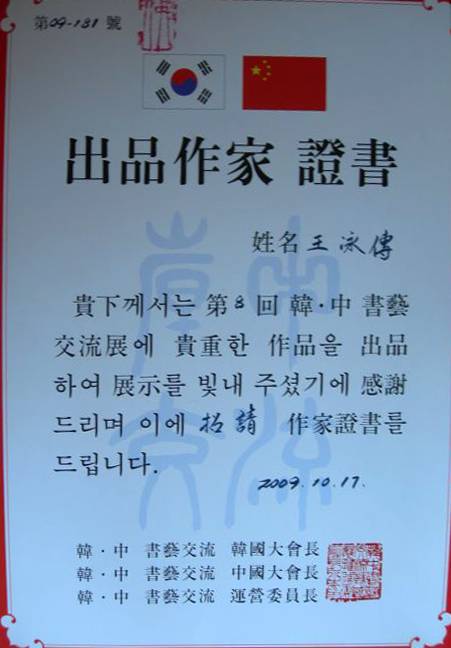 第09-181 號
出品作家 證書
姓名 王泳傳
貴下께서는 第8 回 韓·中 書藝
交流展에 貴重한 作品을 出品
하여 展示를 빛내 주셨기에 感謝
드리며 이에 招請 作家證書를
드립니다.
2009.10.17.
韓·中 書藝交流 韓國大會長
韓·中 書藝交流 中國大會長
韓·中 書藝交流 運營委員長